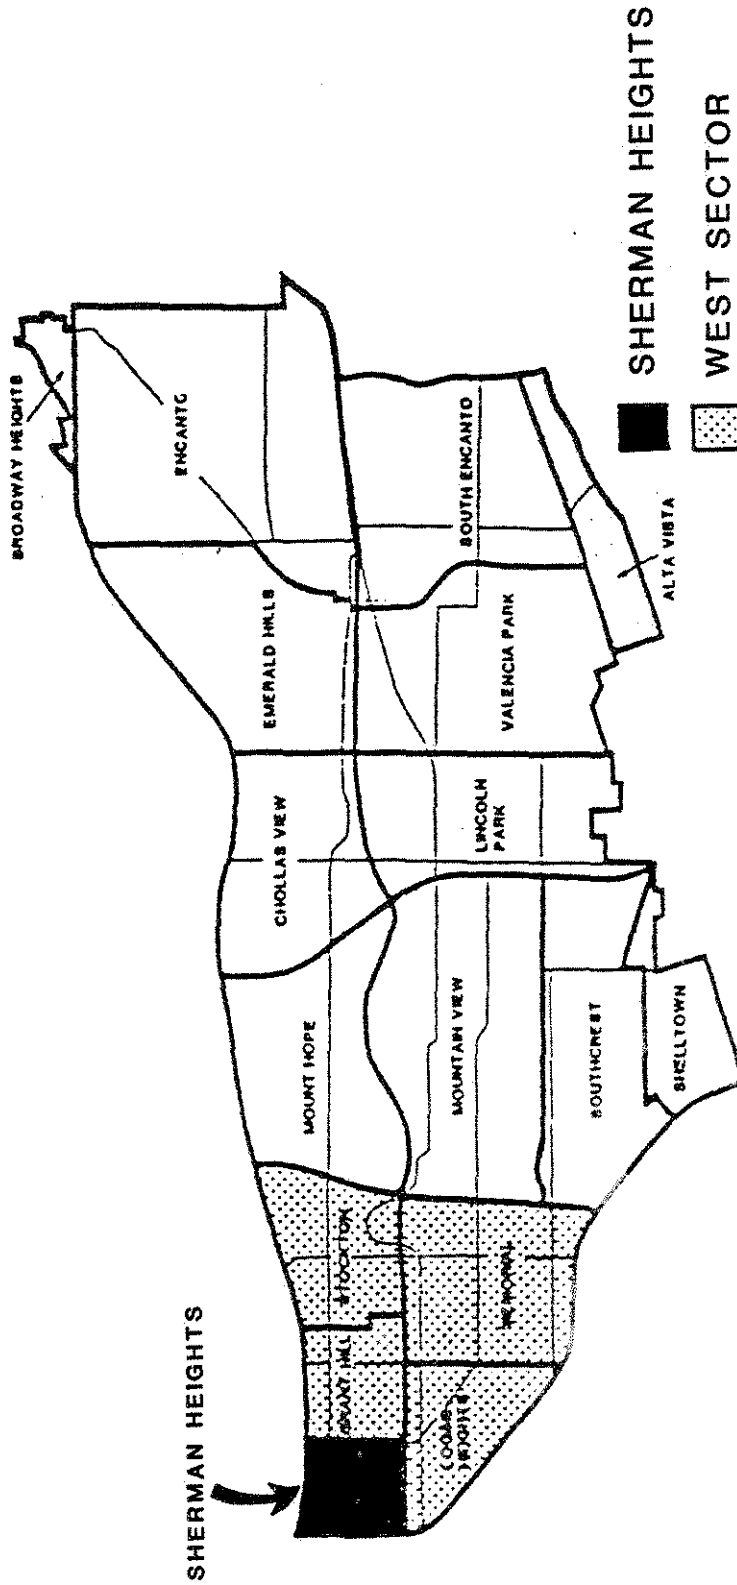 BROADWAY HEIGHTS
SHERMAN HEIGHTS
ENCANTO
EMERALD HILLS
CHOLLAS VIEW
MOUNT HOPE
STOCKTON
GRANT HILL
LOGAN
HEIGHTS
MEMORIAL
MOUNTAIN VIEW
LINCOLN
PARK
VALENCIA PARK
SOUTH ENCANTO
SOUTHCREST
SHELLTOWN
ALTA VISTA
SHERMAN HEIGHTS
WEST SECTOR